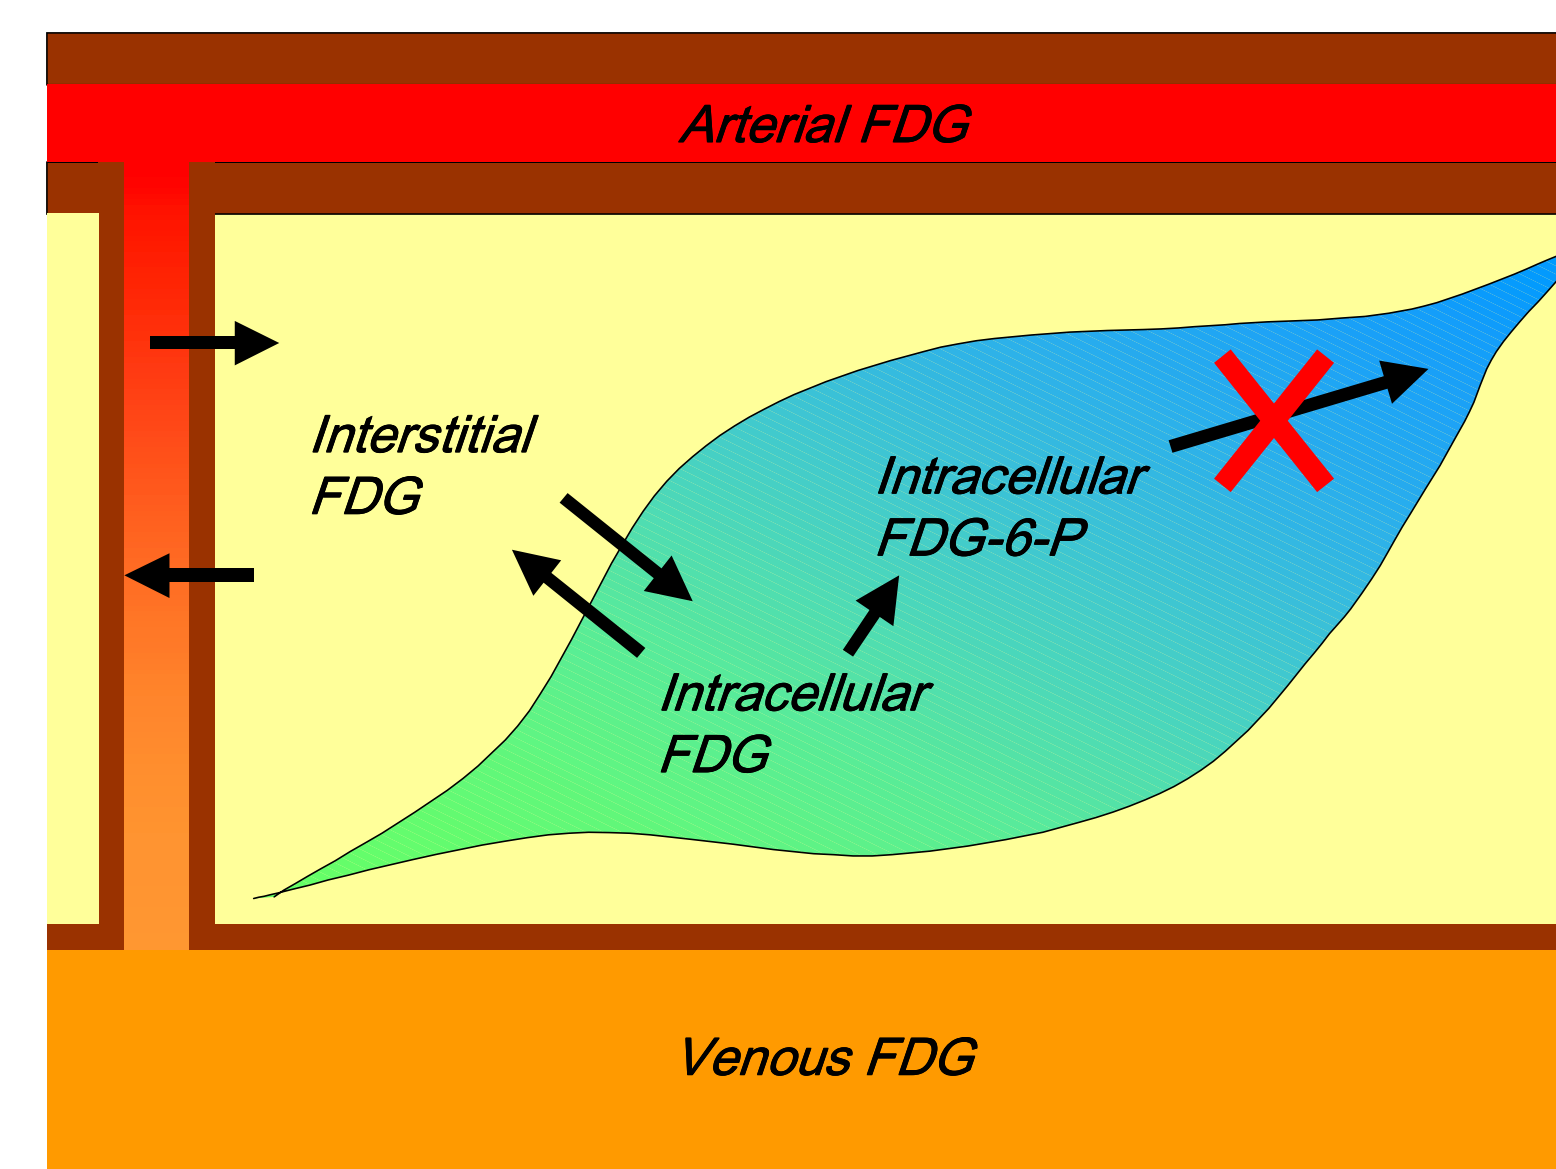 Arterial FDG
Interstitial
FDG
Intracellular
FDG-6-P
Intracellular
FDG
Venous FDG